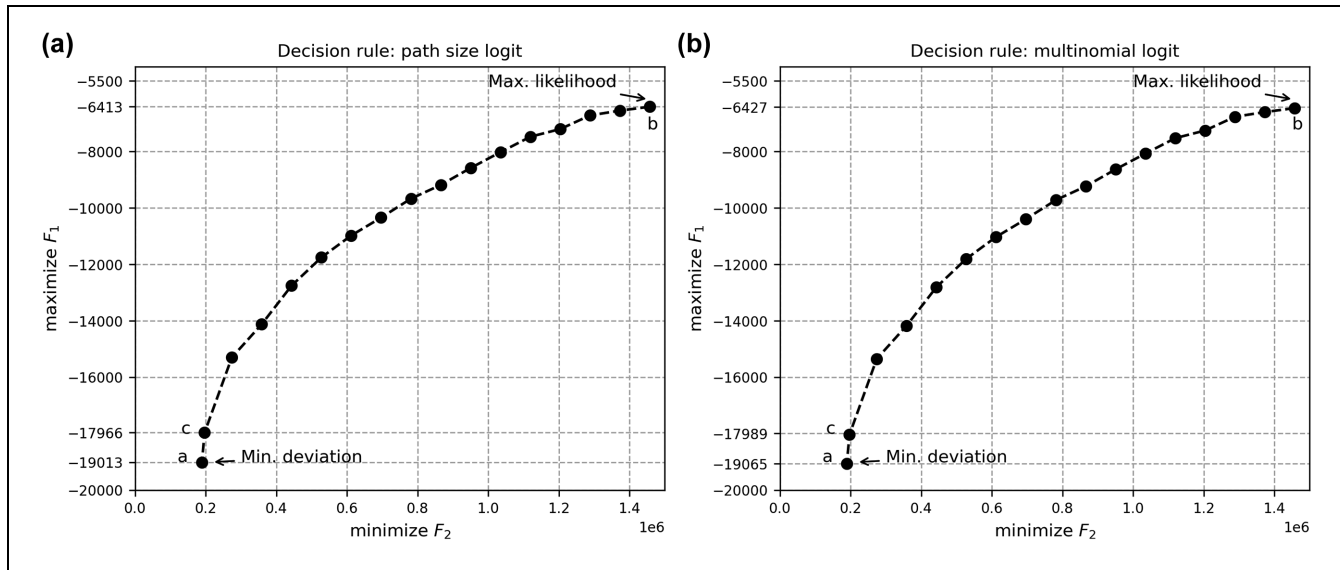 (a)
Decision rule: path size logit
Max. likelihood
b
c
a
Min. deviation
−5500
−6413
−8000
−10000
−12000
−14000
−16000
−17966
−19013
−20000
maximize F₁
0.0 0.2 0.4 0.6 0.8 1.0 1.2 1.4
1e6
minimize F₂
(b)
Decision rule: multinomial logit
Max. likelihood
b
c
a
Min. deviation
−5500
−6427
−8000
−10000
−12000
−14000
−16000
−17989
−19065
−20000
maximize F₁
0.0 0.2 0.4 0.6 0.8 1.0 1.2 1.4
1e6
minimize F₂